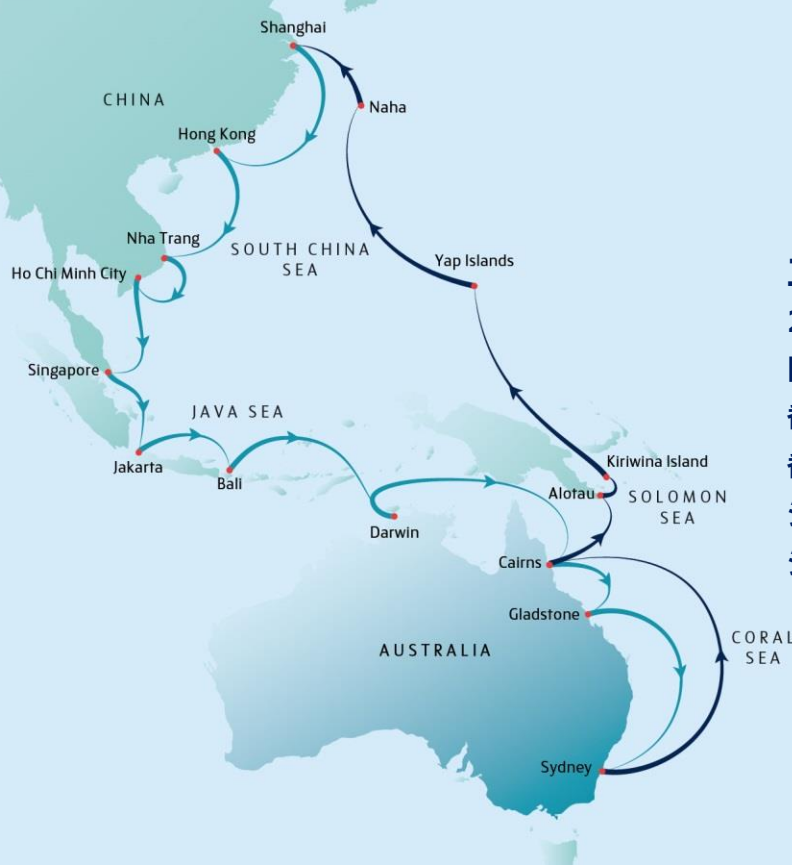 Shanghai
CHINA
Naha
Hong Kong
Nha Trang
SOUTH CHINA
SEA
Ho Chi Minh City
Yap Islands
Singapore
JAVA SEA
Jakarta
Bali
Kiriwina Island
Alotau
SOLOMON
SEA
Darwin
Cairns
Gladstone
AUSTRALIA
CORAL
SEA
Sydney